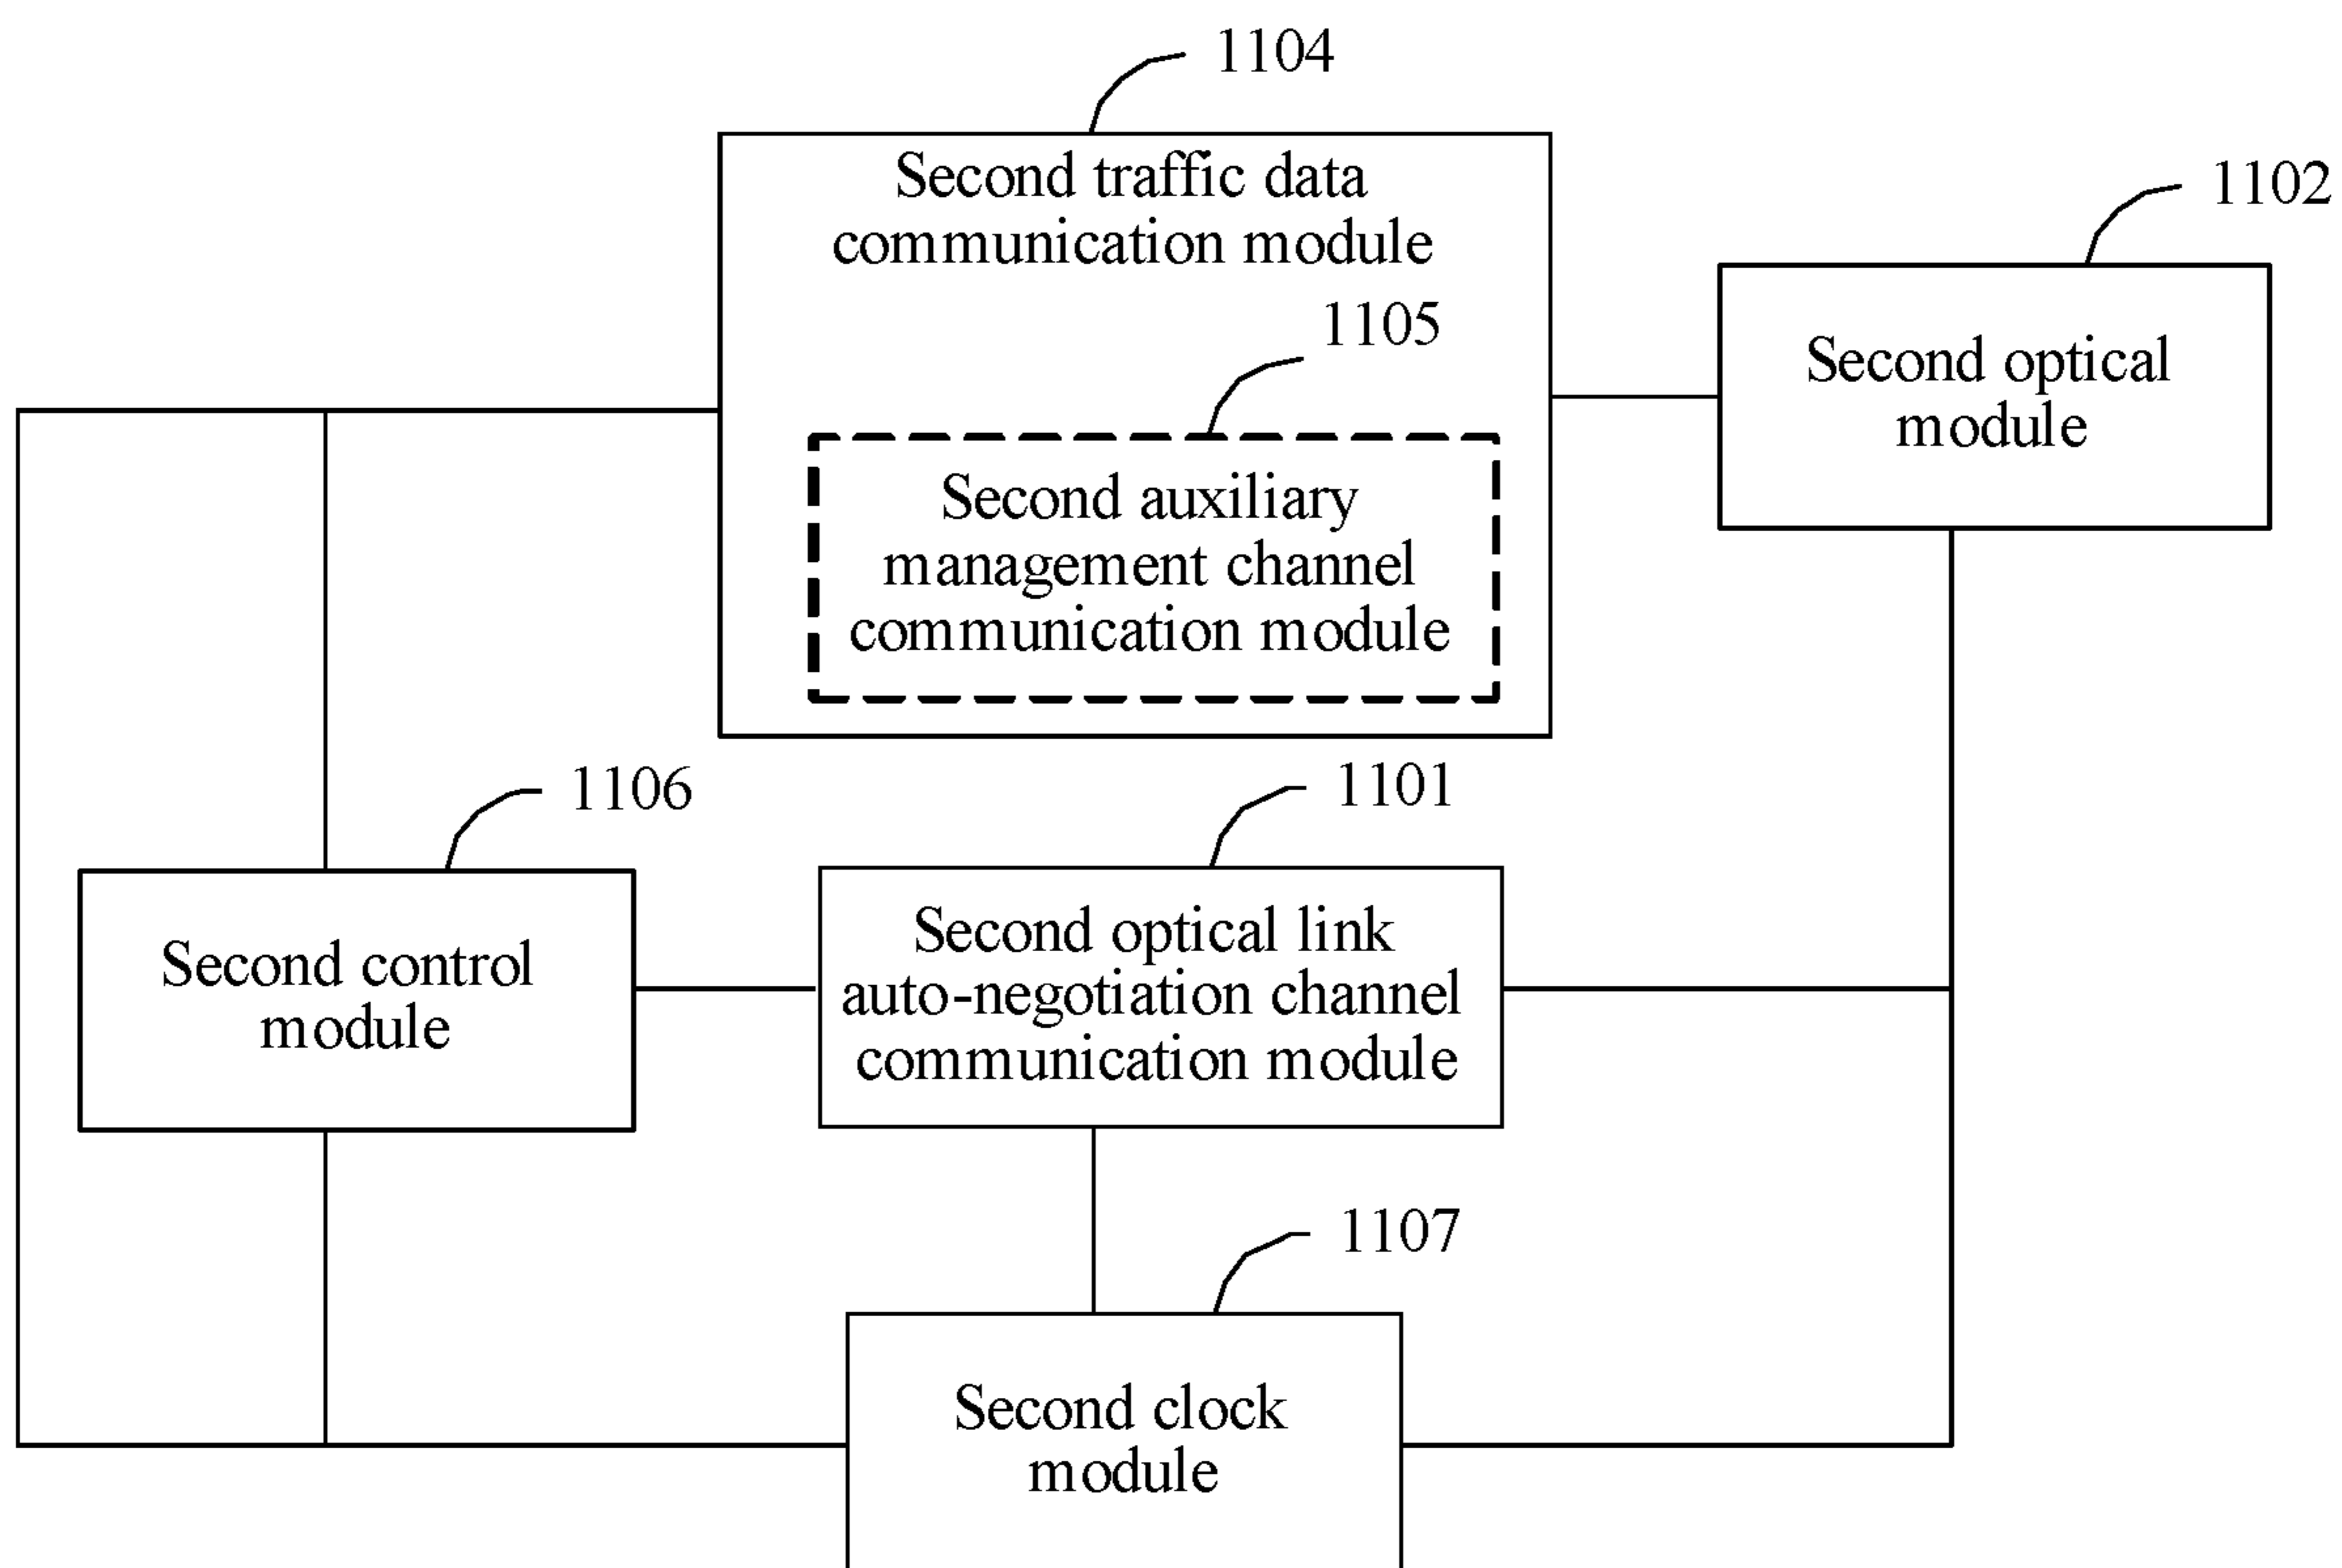 1104
Second traffic data
communication module
1102
Second optical
module
1105
Second auxiliary
management channel
communication module
1106
Second control
module
1101
Second optical link
auto-negotiation channel
communication module
1107
Second clock
module